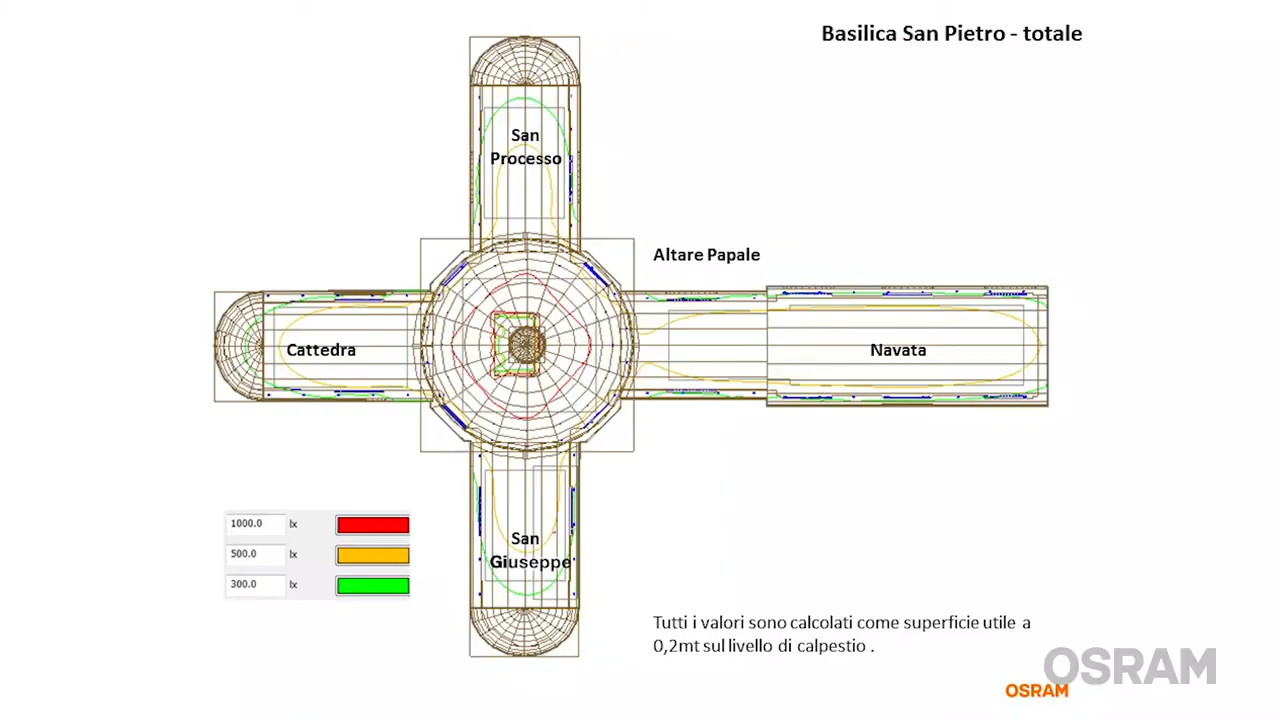 Basilica San Pietro - totale
San
Processo
Altare Papale
Cattedra
Navata
1000.0 lx
500.0 lx
300.0 lx
San
Giuseppe
Tutti i valori sono calcolati come superficie utile a
0,2mt sul livello di calpestio .
OSRAM
OSRAM